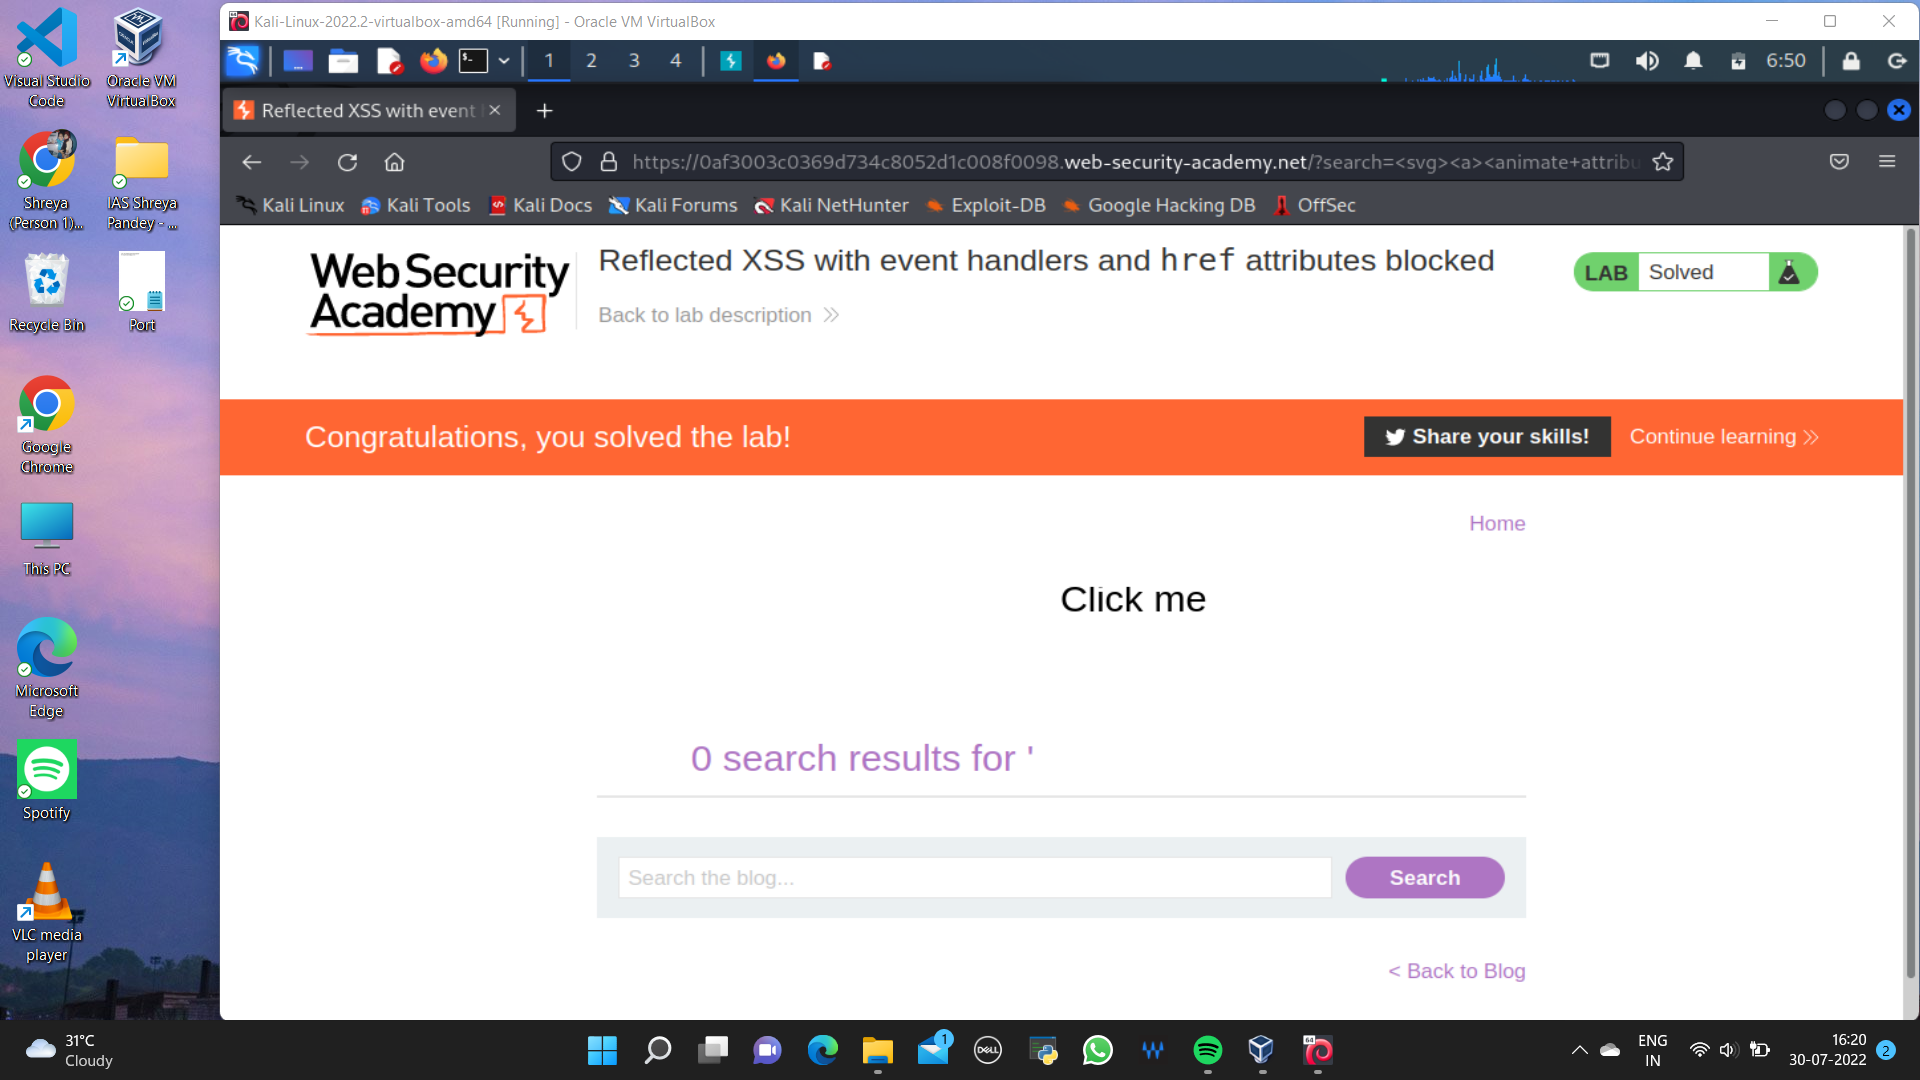 Kali-Linux-2022.2-virtualbox-amd64 [Running] - Oracle VM VirtualBox
1 2 3 4
6:50
Reflected XSS with event
https://0af3003c0369d734c8052d1c008f0098.web-security-academy.net/?search=<svg><a><animate+attribu
Kali Linux Kali Tools Kali Docs Kali Forums Kali NetHunter Exploit-DB Google Hacking DB OffSec
WebSecurity
Academy
Reflected XSS with event handlers and href attributes blocked
Back to lab description
LAB Solved
Congratulations, you solved the lab!
Share your skills!
Continue learning
Home
Click me
0 search results for '
Search the blog...
Search
< Back to Blog
Visual Studio
Code
Oracle VM
VirtualBox
Shreya
(Person 1)...
IAS Shreya
Pandey - ...
Recycle Bin
Port
Google
Chrome
This PC
Microsoft
Edge
Spotify
VLC media
player
31°C
Cloudy
1
DELL
64
ENG
IN
16:20
30-07-2022
2